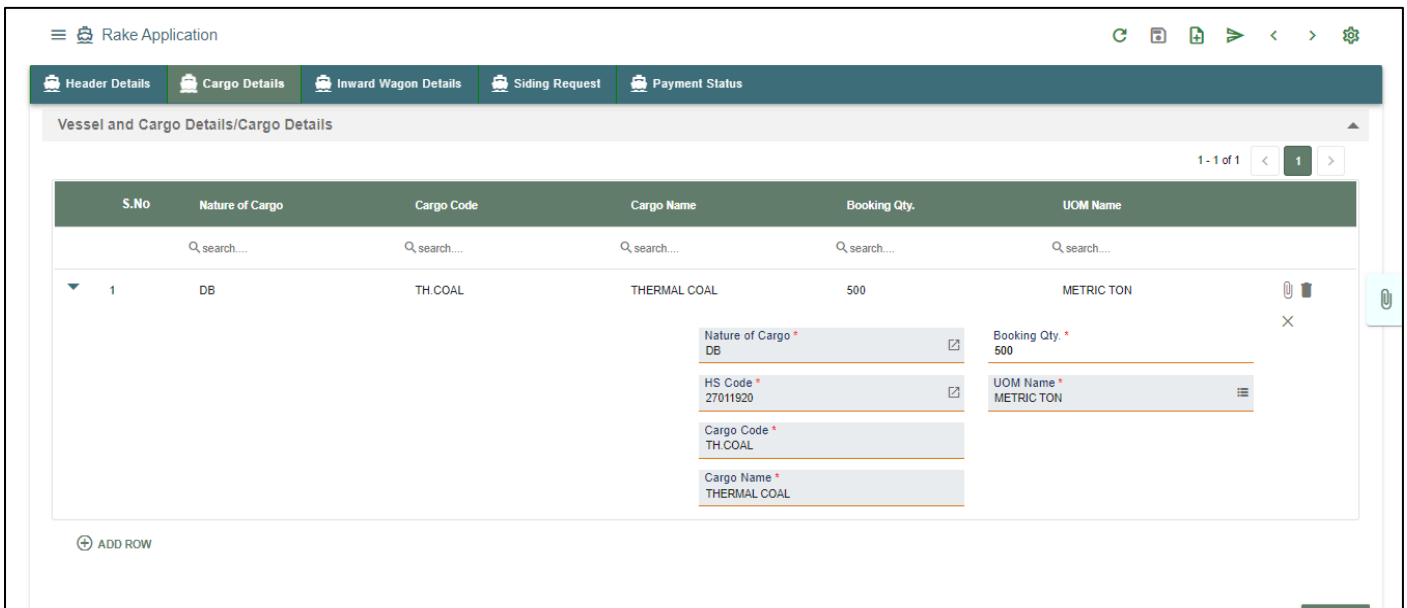 Rake Application
Header Details Cargo Details Inward Wagon Details Siding Request Payment Status
Vessel and Cargo Details/Cargo Details
1 - 1 of 1 < 1 >
S.No Nature of Cargo Cargo Code Cargo Name Booking Qty. UOM Name
search.... search.... search.... search.... search....
1 DB TH.COAL THERMAL COAL 500 METRIC TON
Nature of Cargo * Booking Qty. *
DB 500
HS Code * UOM Name *
27011920 METRIC TON
Cargo Code *
TH.COAL
Cargo Name *
THERMAL COAL
ADD ROW